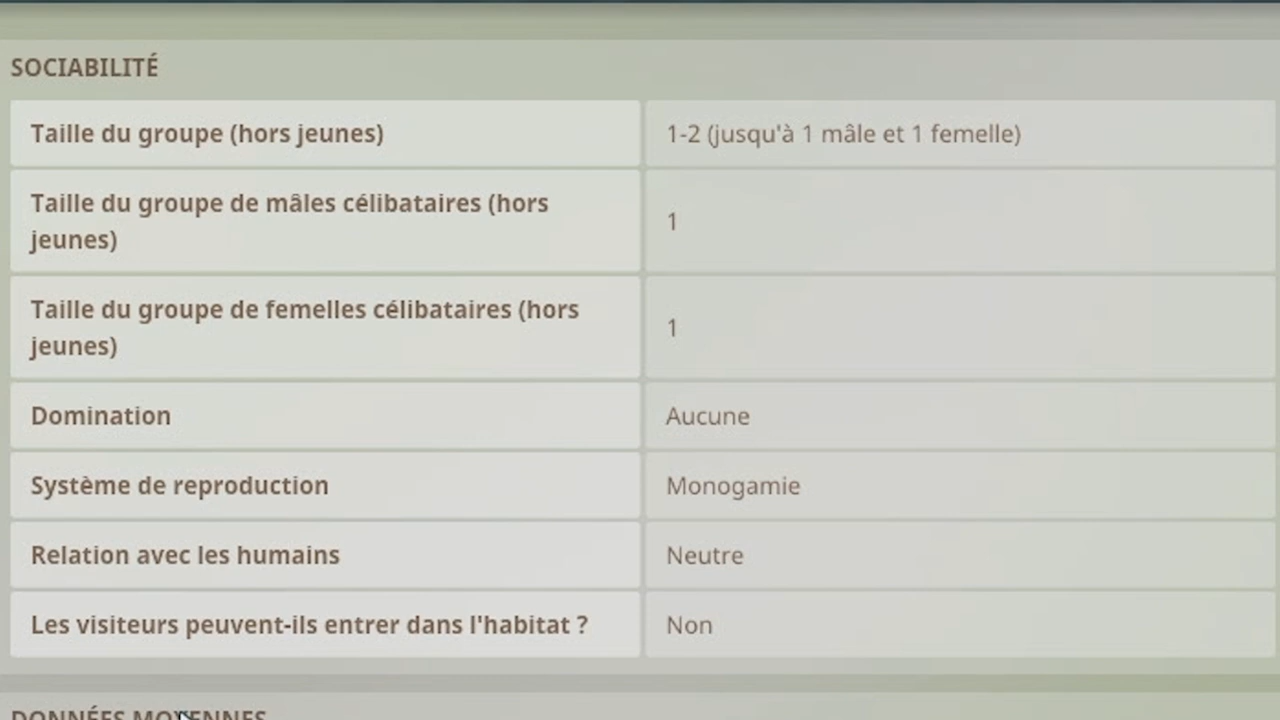 SOCIABILITÉ
Taille du groupe (hors jeunes)
1-2 (jusqu'à 1 mâle et 1 femelle)
Taille du groupe de mâles célibataires (hors
jeunes)
1
Taille du groupe de femelles célibataires (hors
jeunes)
1
Domination
Aucune
Système de reproduction
Monogamie
Relation avec les humains
Neutre
Les visiteurs peuvent-ils entrer dans l'habitat ?
Non
DONNÉES MOYENNES